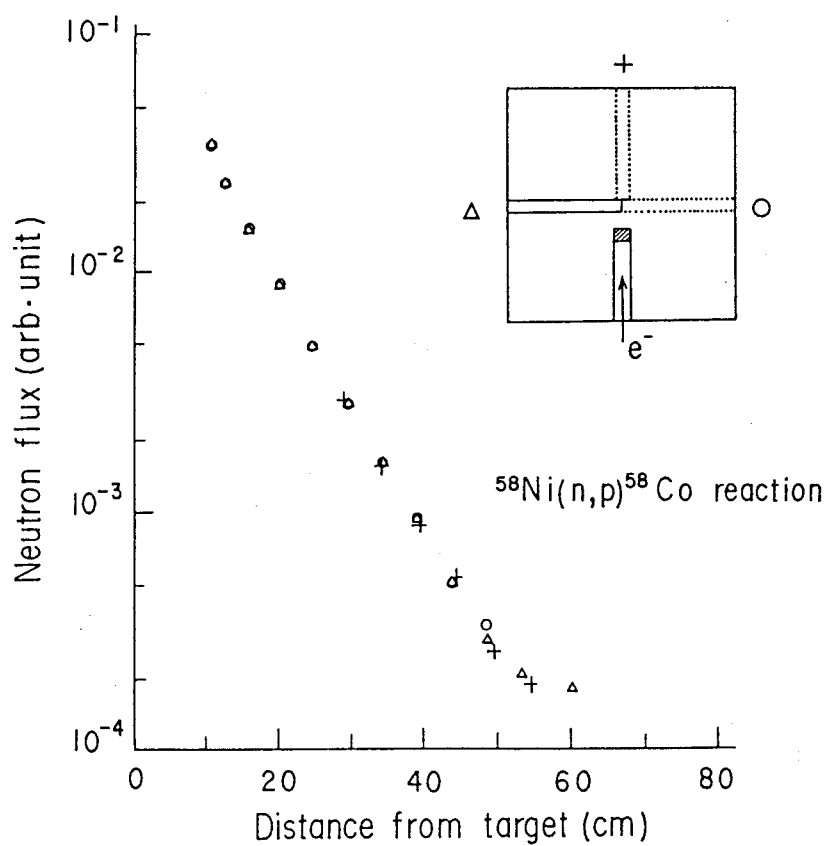 10⁻¹
10⁻²
10⁻³
10⁻⁴
Neutron flux (arb·unit)
+
△
○
e⁻
⁵⁸Ni(n,p)⁵⁸Co reaction
0 20 40 60 80
Distance from target (cm)